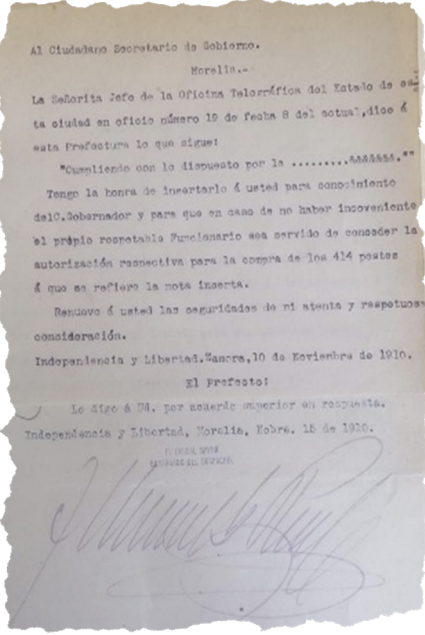 Al Ciudadano Secretario de Gobierno.
Morelia.-
La Señorita Jefe de la Oficina Telegráfica del Estado de es-
ta ciudad en oficio número 19 de fecha 8 del actual,dice á
esta Prefectura lo que sigue:
"Cumpliendo con lo dispuesto por la .........
Tengo la honra de insertarlo á usted para conocimiento
delC.Gobernador y para que en caso de no haber incoveniente
el própio respetable Funcionario sea servido de conceder la
autorización respectiva para la compra de los 414 postes
á que se refiere la nota inserta.
Renuevo á usted las seguridades de mi atenta y respetuos
consideración.
Independencia y Libertad.Zamora,10 de Noviembre de 1910.
El Prefecto:
Lo digo á Ud. por acuerdo superior en respuesta.
Independencia y Libertad, Morelia, Nobre. 15 de 1910.